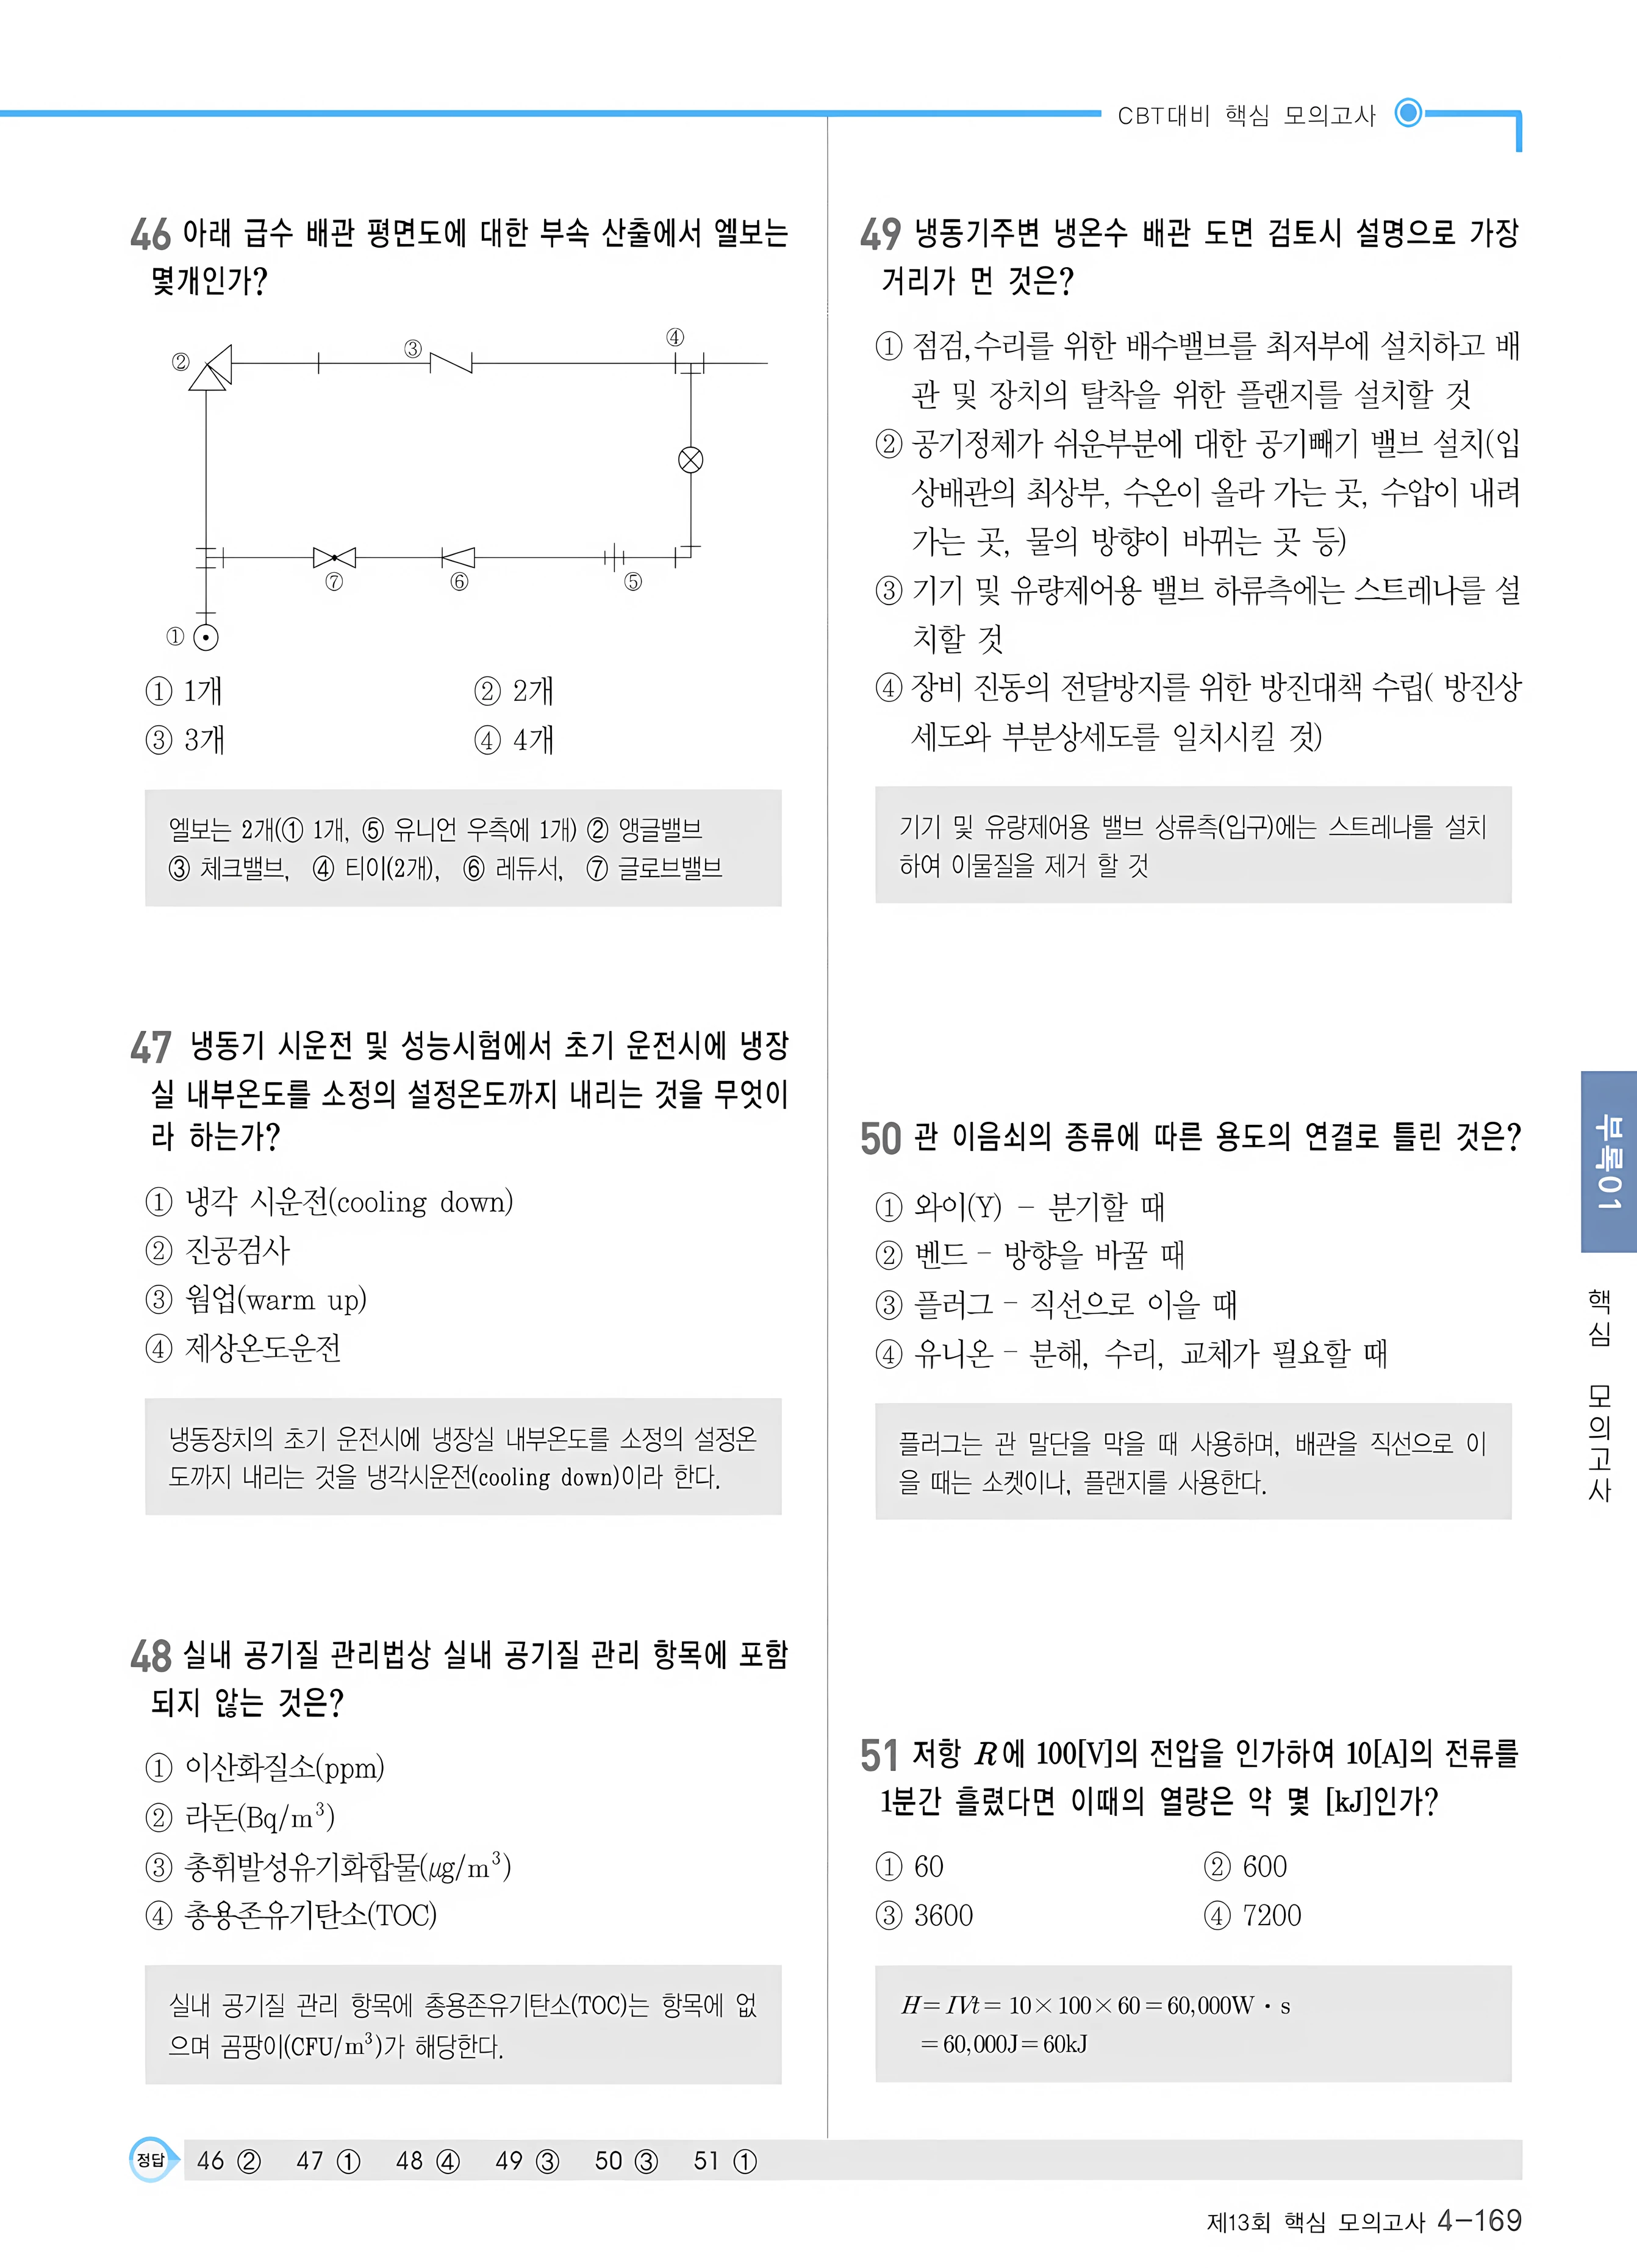 CBT대비 핵심 모의고사
46 아래 급수 배관 평면도에 대한 부속 산출에서 엘보는
몇개인가?
②
③
④
⑦
⑥
⑤
①
① 1개 ② 2개
③ 3개 ④ 4개
엘보는 2개(① 1개, ⑤ 유니언 우측에 1개) ② 앵글밸브
③ 체크밸브, ④ 티이(2개), ⑥ 레듀서, ⑦ 글로브밸브
47 냉동기 시운전 및 성능시험에서 초기 운전시에 냉장
실 내부온도를 소정의 설정온도까지 내리는 것을 무엇이
라 하는가?
① 냉각 시운전(cooling down)
② 진공검사
③ 웜업(warm up)
④ 제상온도운전
냉동장치의 초기 운전시에 냉장실 내부온도를 소정의 설정온
도까지 내리는 것을 냉각시운전(cooling down)이라 한다.
48 실내 공기질 관리법상 실내 공기질 관리 항목에 포함
되지 않는 것은?
① 이산화질소(ppm)
② 라돈(Bq/m³)
③ 총휘발성유기화합물(㎍/m³)
④ 총용존유기탄소(TOC)
실내 공기질 관리 항목에 총용존유기탄소(TOC)는 항목에 없
으며 곰팡이(CFU/m³)가 해당한다.
49 냉동기주변 냉온수 배관 도면 검토시 설명으로 가장
거리가 먼 것은?
① 점검,수리를 위한 배수밸브를 최저부에 설치하고 배
관 및 장치의 탈착을 위한 플랜지를 설치할 것
② 공기정체가 쉬운부분에 대한 공기빼기 밸브 설치(입
상배관의 최상부, 수온이 올라 가는 곳, 수압이 내려
가는 곳, 물의 방향이 바뀌는 곳 등)
③ 기기 및 유량제어용 밸브 하류측에는 스트레나를 설
치할 것
④ 장비 진동의 전달방지를 위한 방진대책 수립( 방진상
세도와 부분상세도를 일치시킬 것)
기기 및 유량제어용 밸브 상류측(입구)에는 스트레나를 설치
하여 이물질을 제거 할 것
50 관 이음쇠의 종류에 따른 용도의 연결로 틀린 것은?
① 와이(Y) – 분기할 때
② 벤드 – 방향을 바꿀 때
③ 플러그 – 직선으로 이을 때
④ 유니온 – 분해, 수리, 교체가 필요할 때
플러그는 관 말단을 막을 때 사용하며, 배관을 직선으로 이
을 때는 소켓이나, 플랜지를 사용한다.
51 저항 R에 100[V]의 전압을 인가하여 10[A]의 전류를
1분간 흘렸다면 이때의 열량은 약 몇 [kJ]인가?
① 60 ② 600
③ 3600 ④ 7200
H=IVt=10×100×60=60,000W·s
=60,000J=60kJ
부록01
핵심 모의고사
정답 46 ② 47 ① 48 ④ 49 ③ 50 ③ 51 ①
제13회 핵심 모의고사 4-169